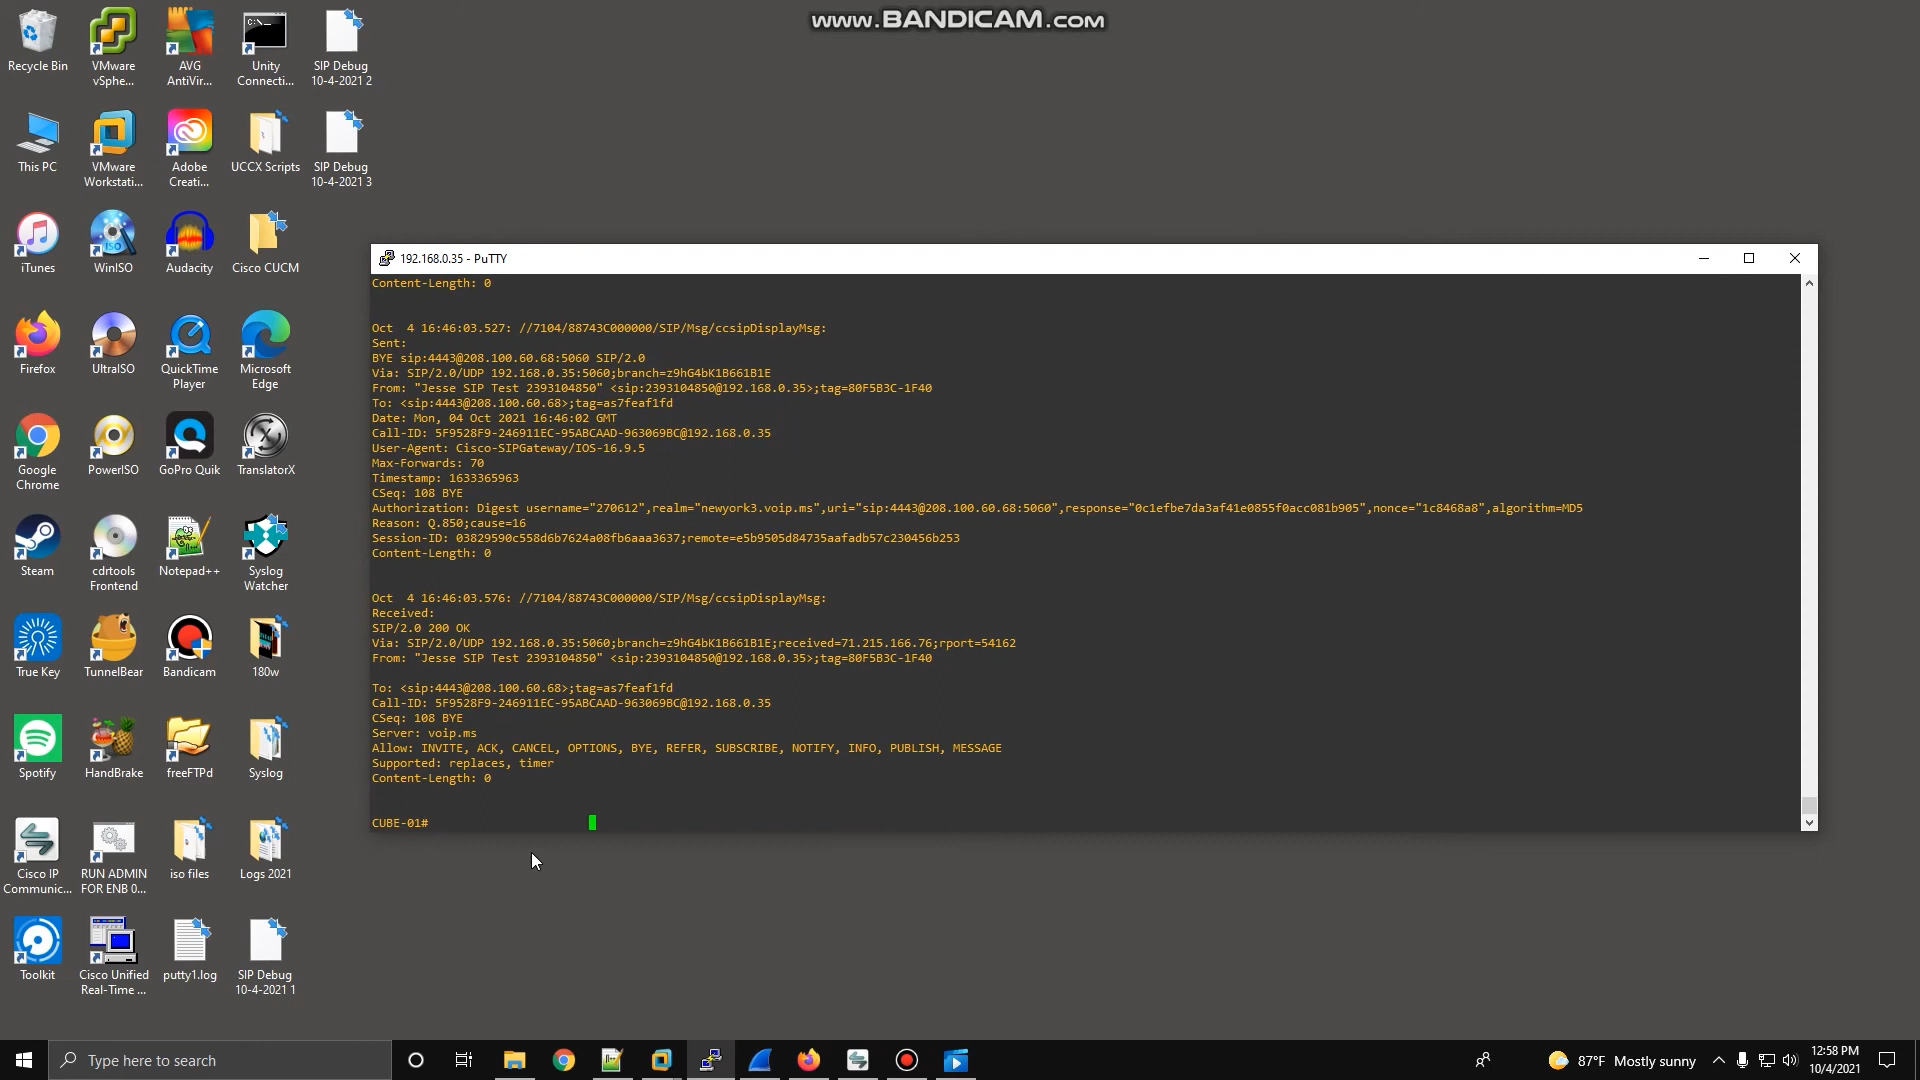 www.BANDICAM.com
Recycle Bin
VMware
vSphe...
AVG
AntiVir...
Unity
Connecti...
SIP Debug
10-4-2021 2
This PC
VMware
Workstati...
Adobe
Creati...
UCCX Scripts
SIP Debug
10-4-2021 3
iTunes
WinISO
Audacity
Cisco CUCM
Firefox
UltraISO
QuickTime
Player
Microsoft
Edge
Google
Chrome
PowerISO
GoPro Quik
TranslatorX
Steam
cdrtools
Frontend
Notepad++
Syslog
Watcher
True Key
TunnelBear
Bandicam
180w
Spotify
HandBrake
freeFTPd
Syslog
Cisco IP
Communic...
RUN ADMIN
FOR ENB 0...
iso files
Logs 2021
Toolkit
Cisco Unified
Real-Time ...
putty1.log
SIP Debug
10-4-2021 1
192.168.0.35 - PuTTY
Content-Length: 0
Oct  4 16:46:03.527: //7104/88743C000000/SIP/Msg/ccsipDisplayMsg:
Sent:
BYE sip:4443@208.100.60.68:5060 SIP/2.0
Via: SIP/2.0/UDP 192.168.0.35:5060;branch=z9hG4bK1B661B1E
From: "Jesse SIP Test 2393104850" <sip:2393104850@192.168.0.35>;tag=80F5B3C-1F40
To: <sip:4443@208.100.60.68>;tag=as7feaf1fd
Date: Mon, 04 Oct 2021 16:46:02 GMT
Call-ID: 5F9528F9-246911EC-95ABCAAD-963069BC@192.168.0.35
User-Agent: Cisco-SIPGateway/IOS-16.9.5
Max-Forwards: 70
Timestamp: 1633365963
CSeq: 108 BYE
Authorization: Digest username="270612",realm="newyork3.voip.ms",uri="sip:4443@208.100.60.68:5060",response="0c1efbe7da3af41e0855f0acc081b905",nonce="1c8468a8",algorithm=MD5
Reason: Q.850;cause=16
Session-ID: 03829590c558d6b7624a08fb6aaa3637;remote=e5b9505d84735aafadb57c230456b253
Content-Length: 0
Oct  4 16:46:03.576: //7104/88743C000000/SIP/Msg/ccsipDisplayMsg:
Received:
SIP/2.0 200 OK
Via: SIP/2.0/UDP 192.168.0.35:5060;branch=z9hG4bK1B661B1E;received=71.215.166.76;rport=54162
From: "Jesse SIP Test 2393104850" <sip:2393104850@192.168.0.35>;tag=80F5B3C-1F40
To: <sip:4443@208.100.60.68>;tag=as7feaf1fd
Call-ID: 5F9528F9-246911EC-95ABCAAD-963069BC@192.168.0.35
CSeq: 108 BYE
Server: voip.ms
Allow: INVITE, ACK, CANCEL, OPTIONS, BYE, REFER, SUBSCRIBE, NOTIFY, INFO, PUBLISH, MESSAGE
Supported: replaces, timer
Content-Length: 0
CUBE-01#
Type here to search
87°F Mostly sunny
12:58 PM
10/4/2021